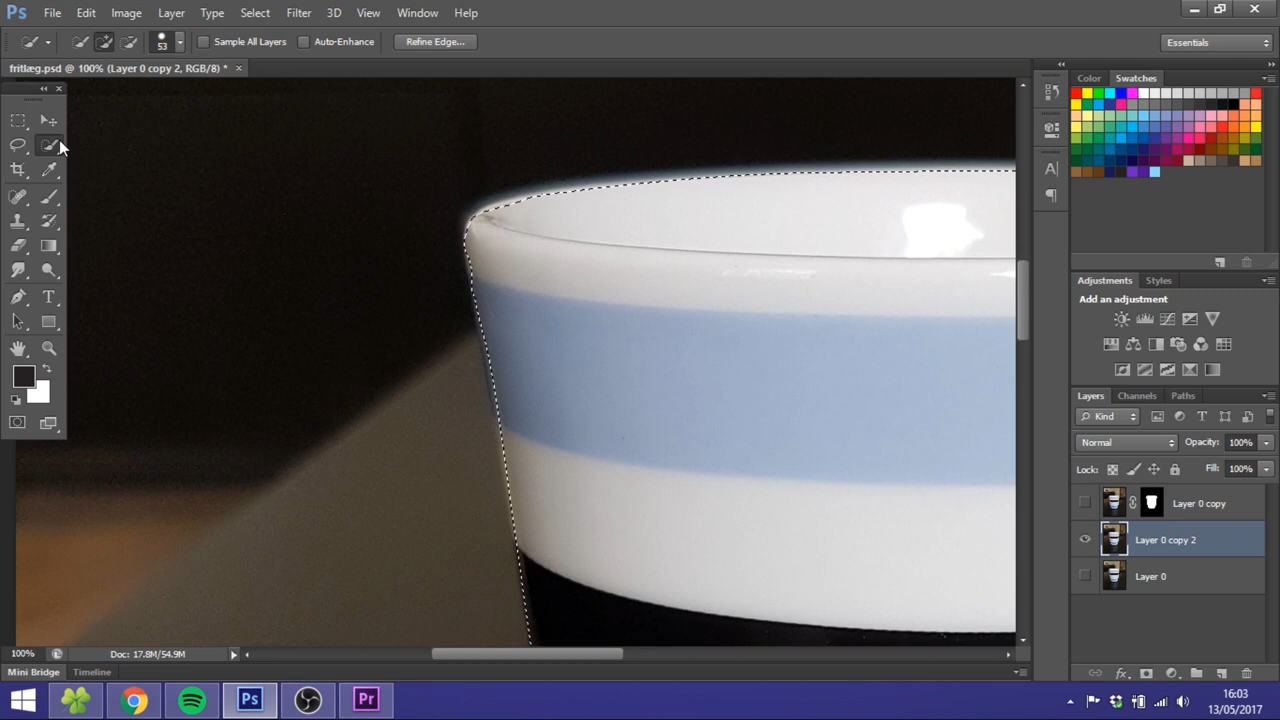 Ps File Edit Image Layer Type Select Filter 3D View Window Help
53 Sample All Layers Auto-Enhance Refine Edge... Essentials
fritlæg.psd @ 100% (Layer 0 copy 2, RGB/8) *
Color Swatches
Adjustments Styles
Add an adjustment
Layers Channels Paths
Kind
Normal Opacity: 100%
Lock: Fill: 100%
Layer 0 copy
Layer 0 copy 2
Layer 0
100% Doc: 17.8M/54.9M
Mini Bridge Timeline
Ps Pr 16:03
13/05/2017